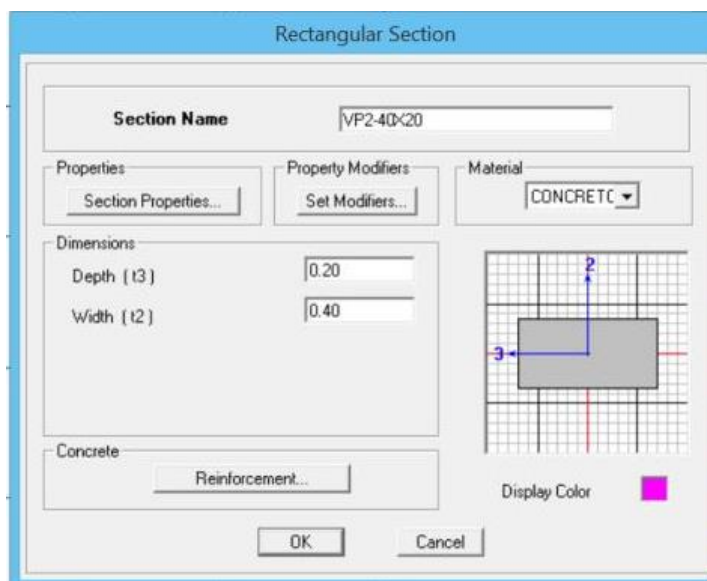 Rectangular Section
Section Name VP2-40X20
Properties Property Modifiers Material
Section Properties... Set Modifiers... CONCRETC
Dimensions
Depth ( t3 ) 0.20
Width ( t2 ) 0.40
2
3
Concrete
Reinforcement...
Display Color
OK Cancel